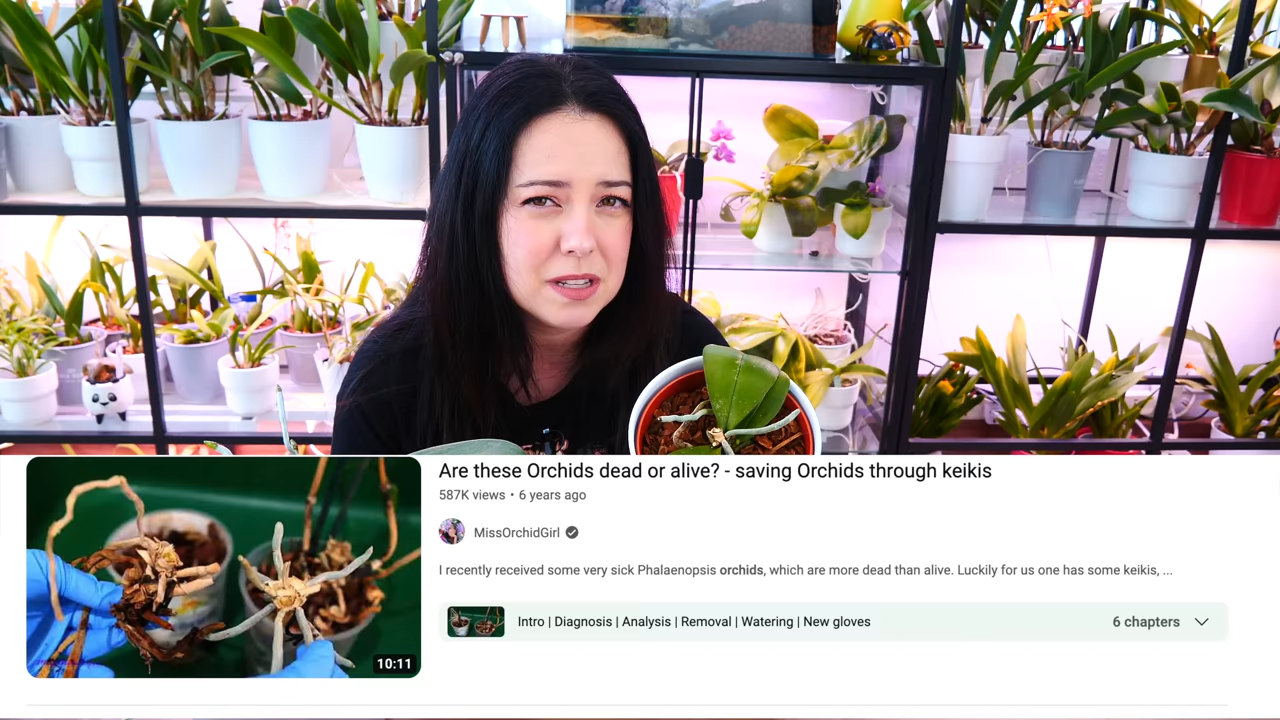 Are these Orchids dead or alive? - saving Orchids through keikis
587K views • 6 years ago
MissOrchidGirl
I recently received some very sick Phalaenopsis orchids, which are more dead than alive. Luckily for us one has some keikis, ...
10:11
Intro | Diagnosis | Analysis | Removal | Watering | New gloves
6 chapters